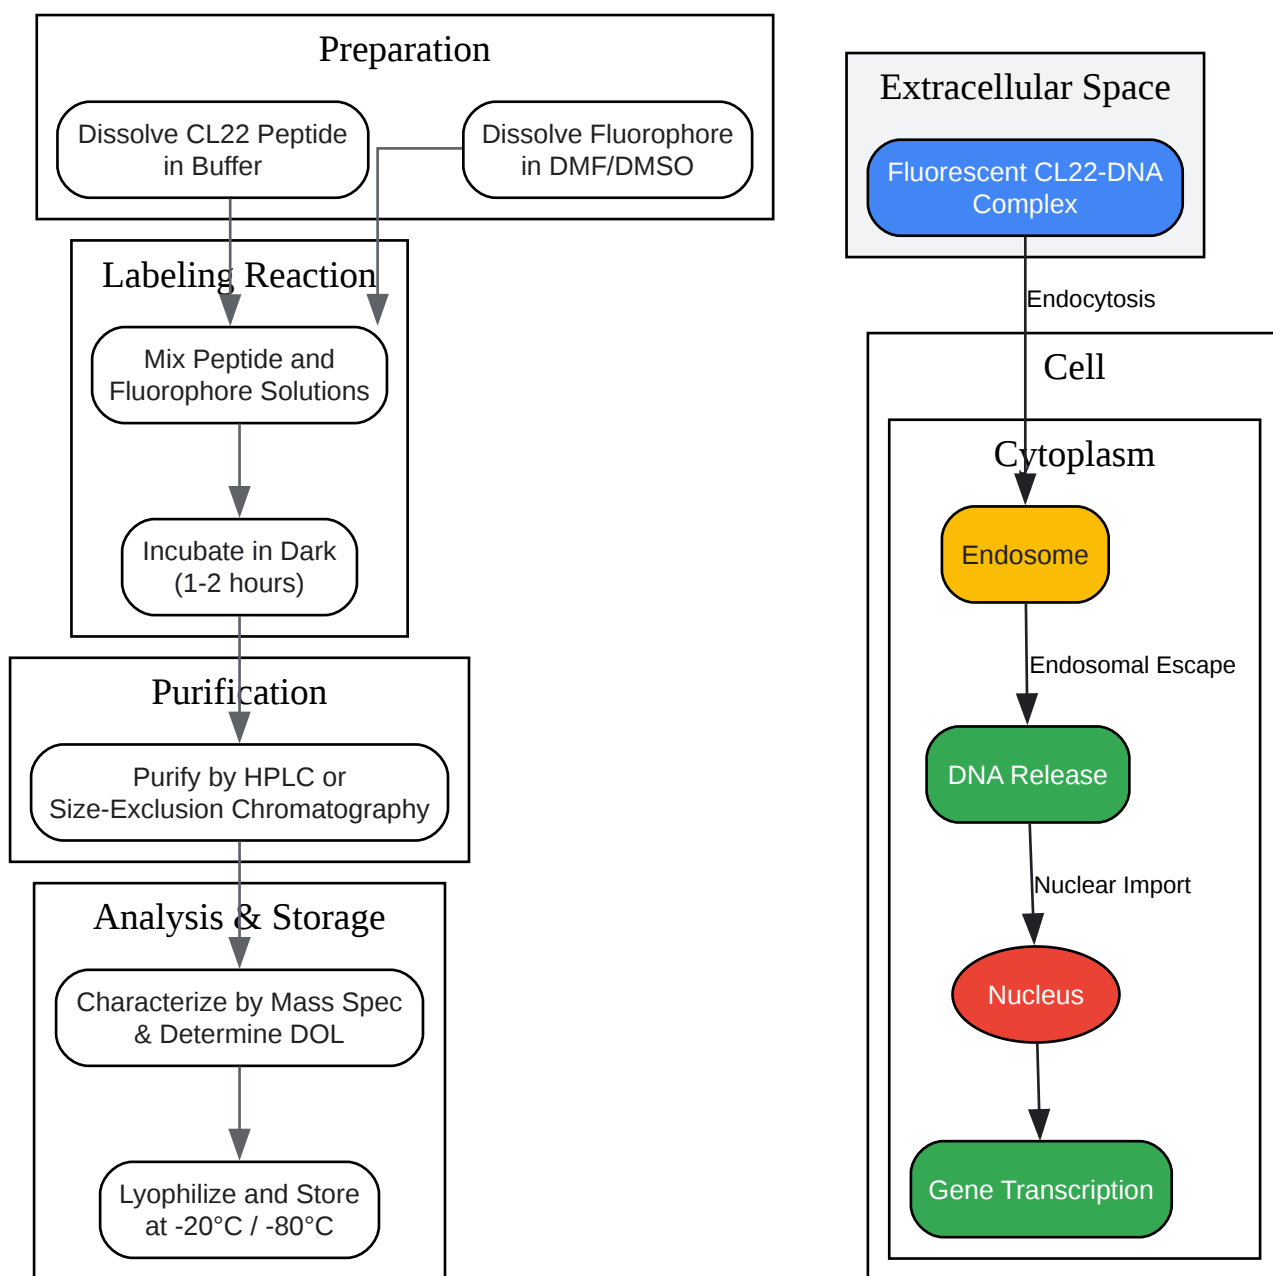 Preparation
Dissolve CL22 Peptide
in Buffer
Dissolve Fluorophore
in DMF/DMSO
Labeling Reaction
Mix Peptide and
Fluorophore Solutions
Incubate in Dark
(1-2 hours)
Purification
Purify by HPLC or
Size-Exclusion Chromatography
Analysis & Storage
Characterize by Mass Spec
& Determine DOL
Lyophilize and Store
at -20°C / -80°C
Extracellular Space
Fluorescent CL22-DNA
Complex
Endocytosis
Cell
Cytoplasm
Endosome
Endosomal Escape
DNA Release
Nuclear Import
Nucleus
Gene Transcription